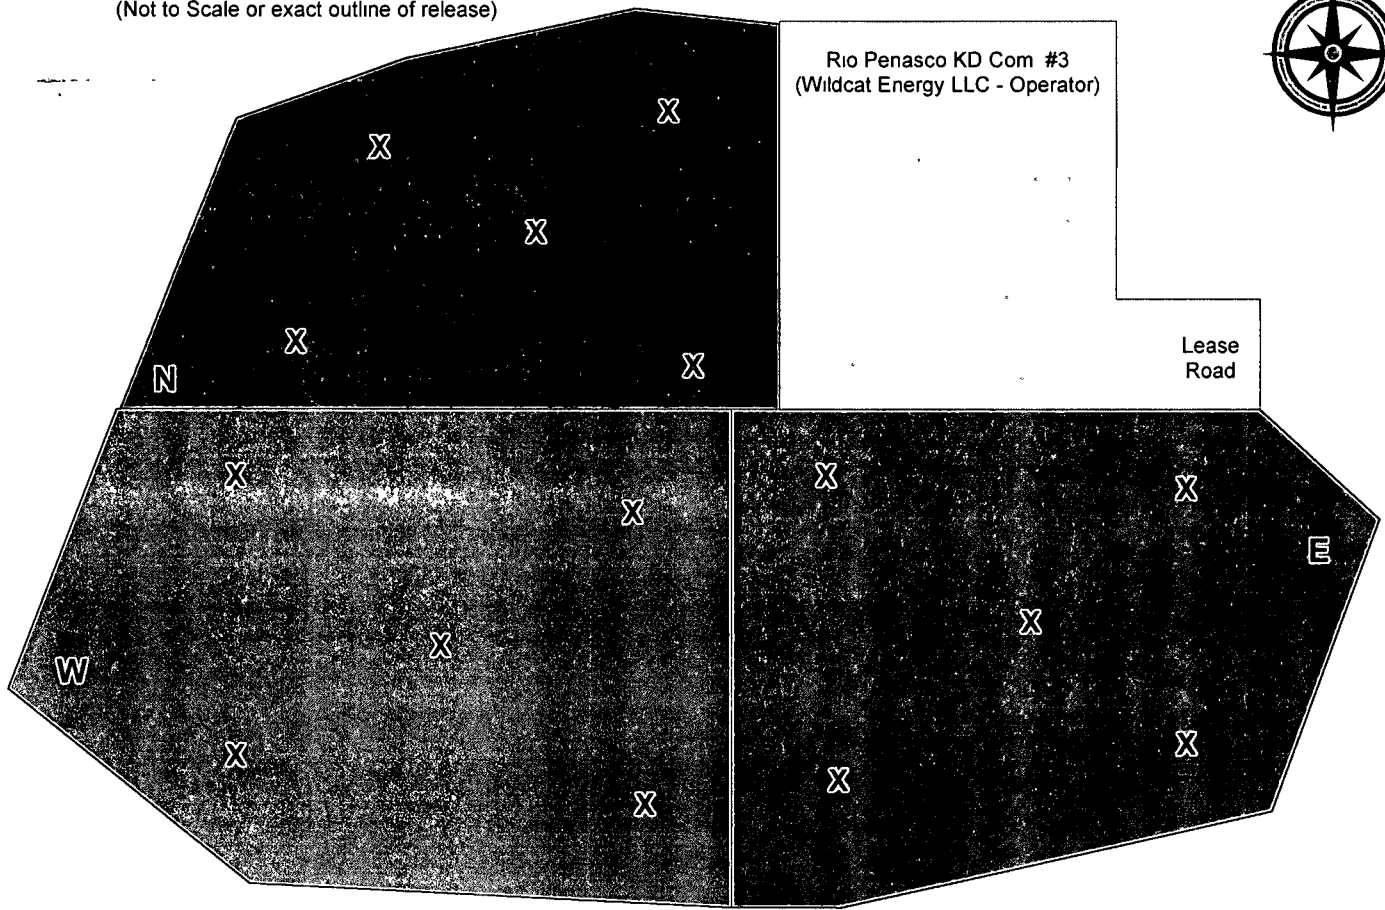 (Not to Scale or exact outline of release)
Rio Penasco KD Com #3
(Wildcat Energy LLC - Operator)
X
X
X
X
X
N
Lease
Road
X
X
X
X
E
X
X
W
X
X
X
X